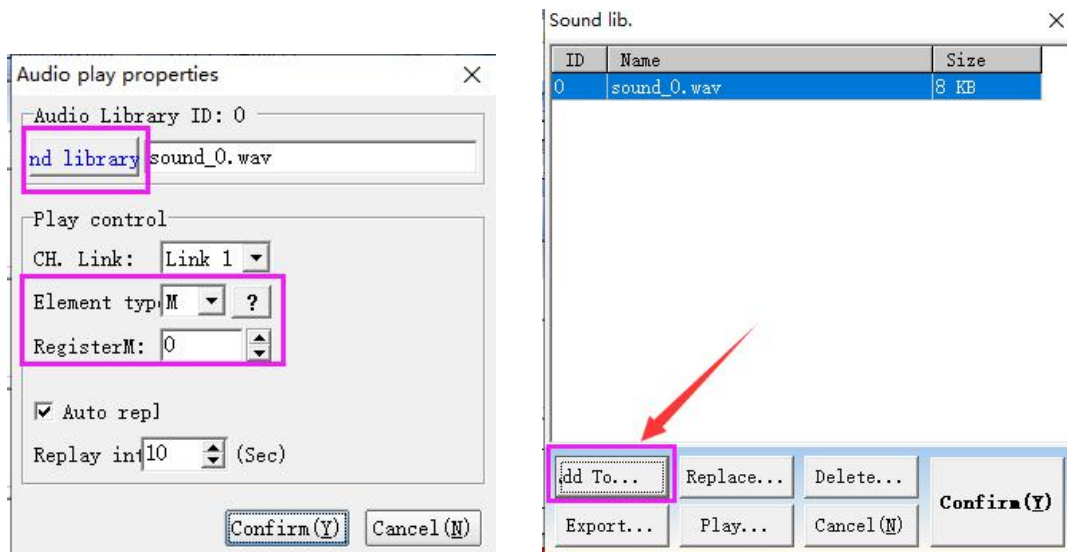 Audio play properties
Audio Library ID: 0
nd library sound_0.wav
Play control
CH. Link: Link 1
Element typ M ?
RegisterM: 0
Auto repl
Replay int 10 (Sec)
Confirm(Y) Cancel(N)
Sound lib.
ID Name Size
0 sound_0.wav 8 KB
dd To... Replace... Delete...
Confirm(Y)
Export... Play... Cancel(N)